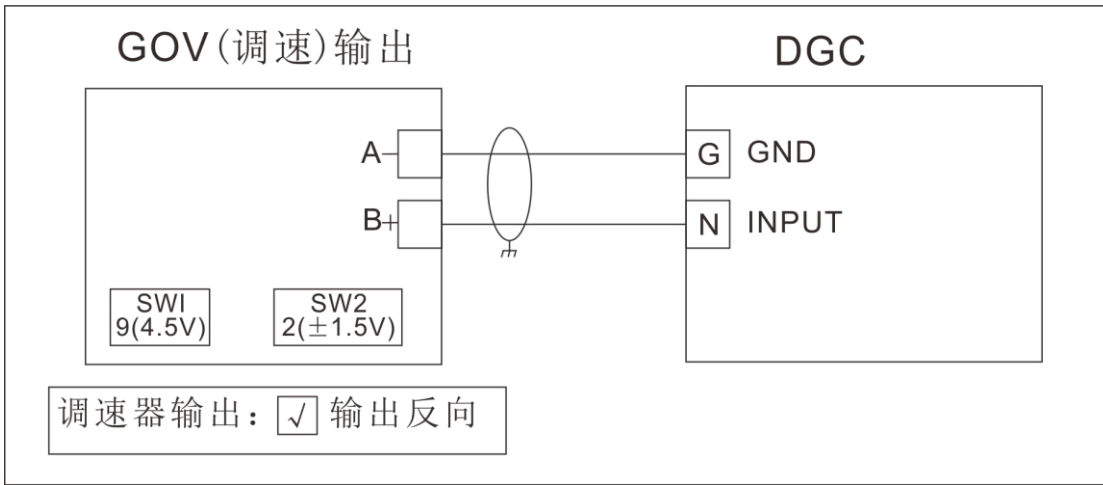 GOV(调速)输出
DGC
A-
G GND
B+
N INPUT
SWI
9(4.5V)
SW2
2(±1.5V)
调速器输出：√ 输出反向